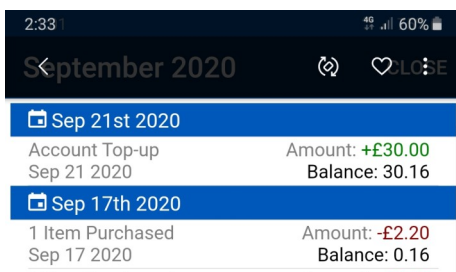 2:33 4G 60%
September 2020 CLOSE
Sep 21st 2020
Account Top-up Amount: +£30.00
Sep 21 2020 Balance: 30.16
Sep 17th 2020
1 Item Purchased Amount: -£2.20
Sep 17 2020 Balance: 0.16